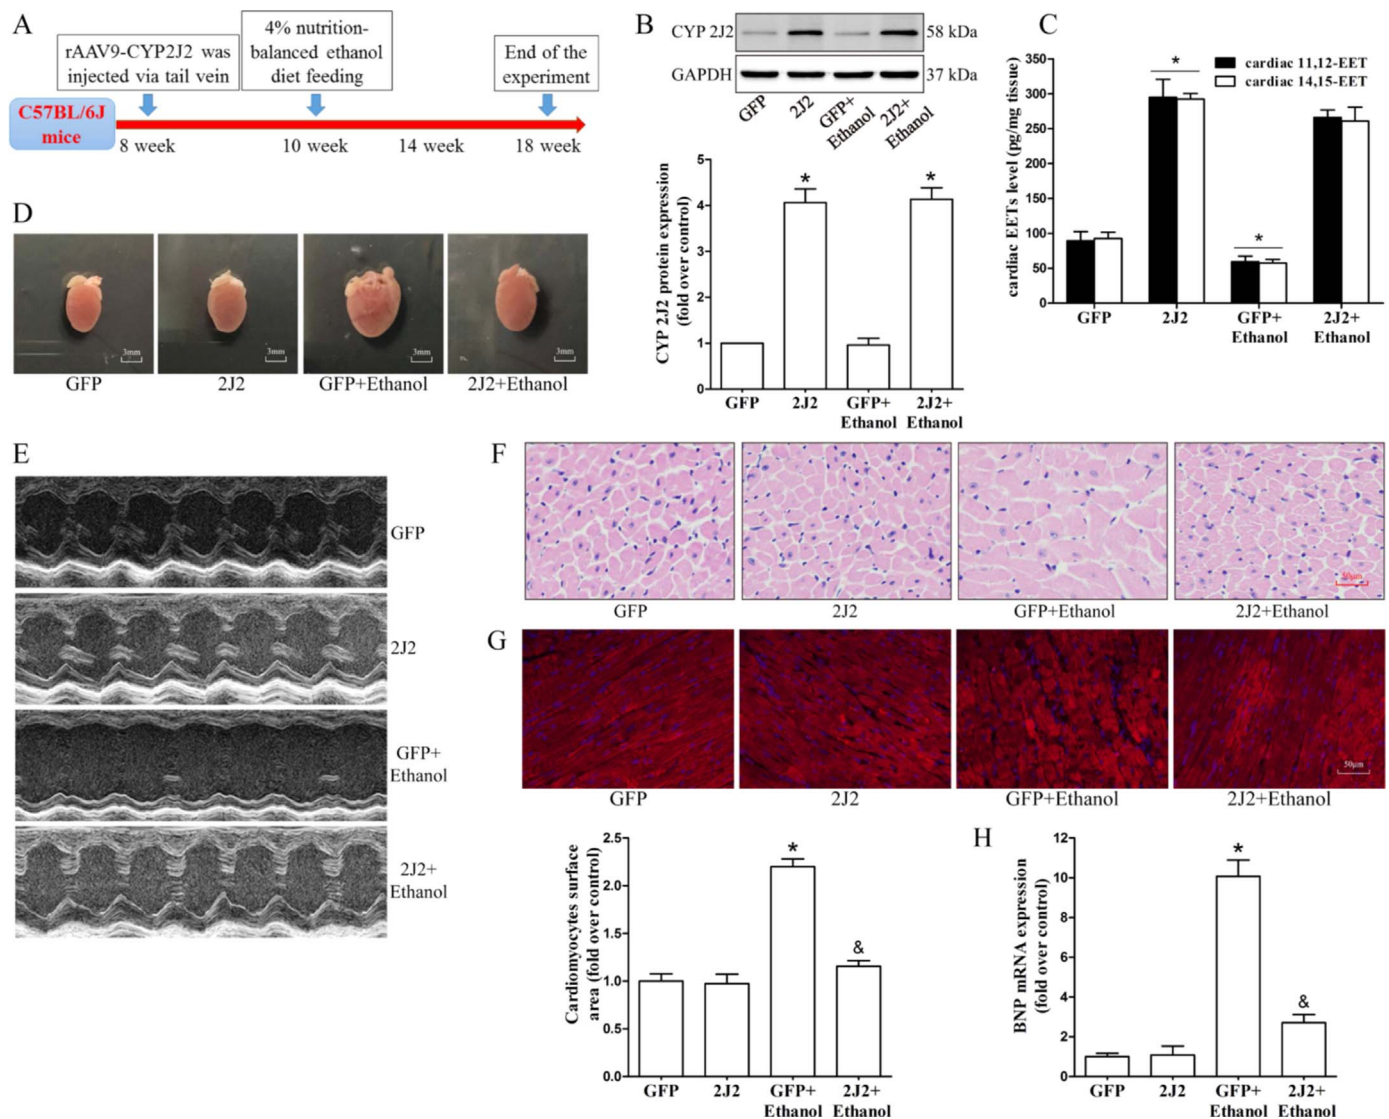 A
rAAV9-CYP2J2 was
injected via tail vein
4% nutrition-
balanced ethanol
diet feeding
End of the
experiment
C57BL/6J
mice
8 week
10 week
14 week
18 week
B
CYP 2J2
58 kDa
GAPDH
37 kDa
GFP
2J2
GFP+
Ethanol
2J2+
Ethanol
CYP 2J2 protein expression
(fold over control)
5
4
3
2
1
0
*
*
GFP
2J2
GFP+
Ethanol
2J2+
Ethanol
C
cardiac 11,12-EET
cardiac 14,15-EET
cardiac EETs level (pg/mg tissue)
350
300
250
200
150
100
50
0
*
*
GFP
2J2
GFP+
Ethanol
2J2+
Ethanol
D
3mm
3mm
3mm
3mm
GFP
2J2
GFP+Ethanol
2J2+Ethanol
E
GFP
2J2
GFP+
Ethanol
2J2+
Ethanol
F
50μm
GFP
2J2
GFP+Ethanol
2J2+Ethanol
G
50μm
GFP
2J2
GFP+Ethanol
2J2+Ethanol
Cardiomyocytes surface
area (fold over control)
2.5
2.0
1.5
1.0
0.5
0.0
*
&
GFP
2J2
GFP+
Ethanol
2J2+
Ethanol
H
BNP mRNA expression
(fold over control)
12
10
8
6
4
2
0
*
&
GFP
2J2
GFP+
Ethanol
2J2+
Ethanol